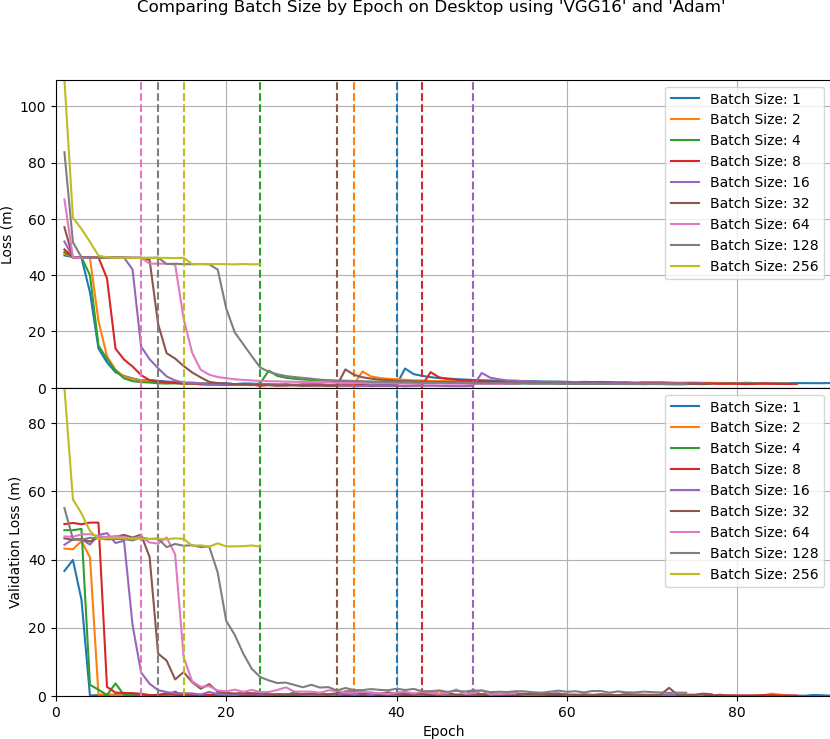 Comparing Batch Size by Epoch on Desktop using 'VGG16' and 'Adam'
Loss (m)
100
80
60
40
20
0
Batch Size: 1
Batch Size: 2
Batch Size: 4
Batch Size: 8
Batch Size: 16
Batch Size: 32
Batch Size: 64
Batch Size: 128
Batch Size: 256
Validation Loss (m)
80
60
40
20
0
Batch Size: 1
Batch Size: 2
Batch Size: 4
Batch Size: 8
Batch Size: 16
Batch Size: 32
Batch Size: 64
Batch Size: 128
Batch Size: 256
0 20 40 60 80
Epoch